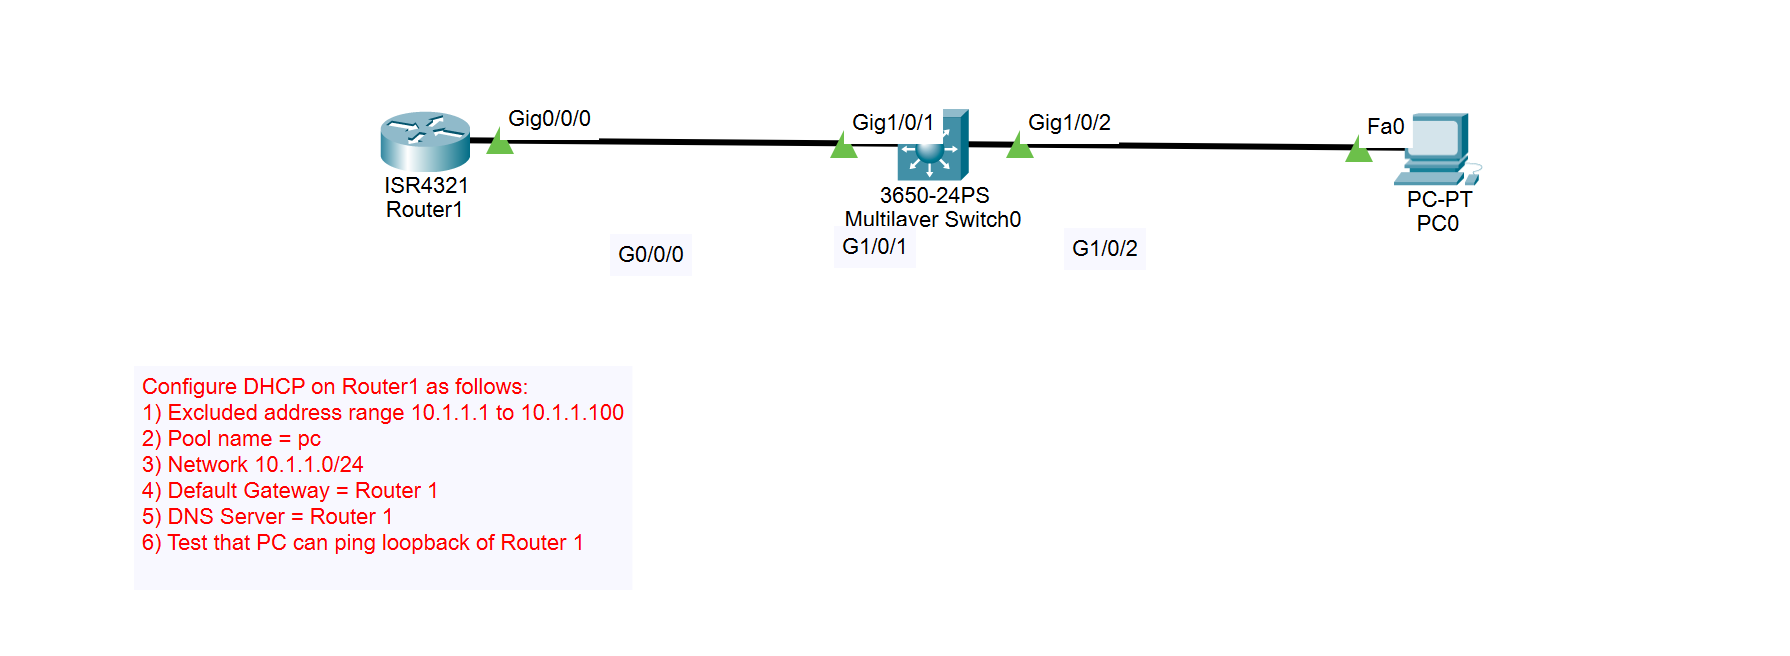 Gig0/0/0
Gig1/0/1
Gig1/0/2
Fa0
ISR4321
Router1
3650-24PS
Multilayer Switch0
PC-PT
PC0
G0/0/0
G1/0/1
G1/0/2
Configure DHCP on Router1 as follows:
1) Excluded address range 10.1.1.1 to 10.1.1.100
2) Pool name = pc
3) Network 10.1.1.0/24
4) Default Gateway = Router 1
5) DNS Server = Router 1
6) Test that PC can ping loopback of Router 1